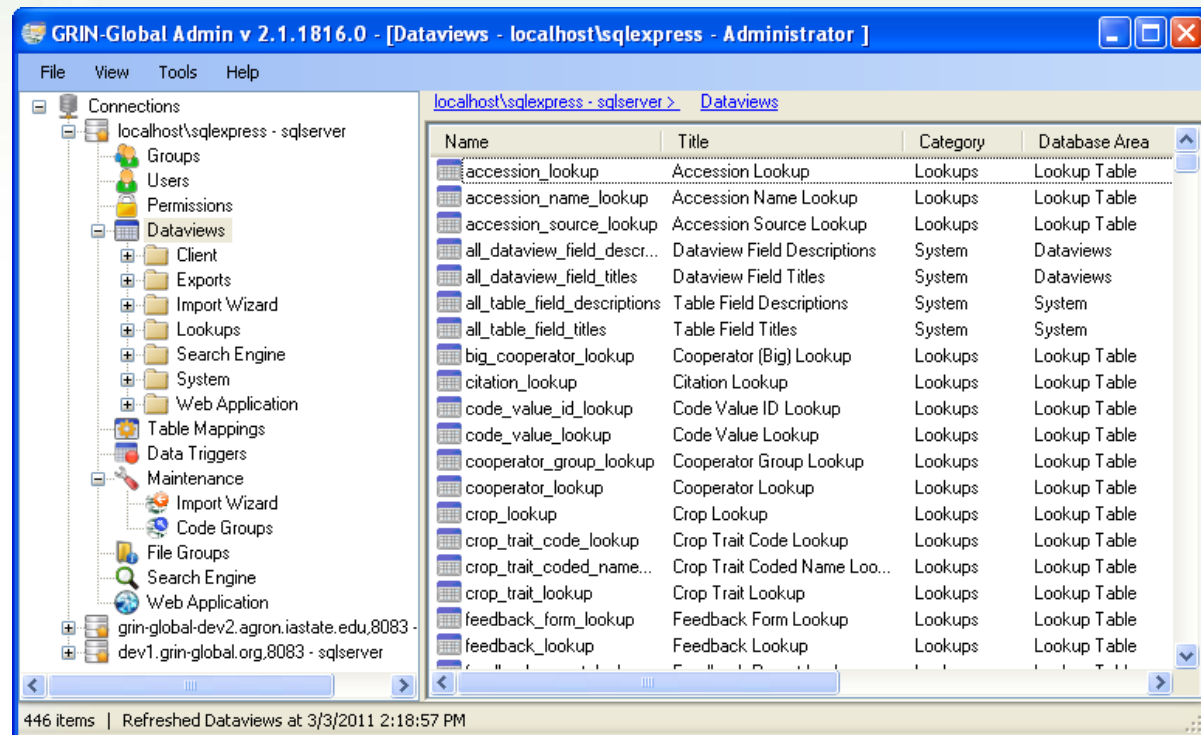 GRIN-Global Admin v 2.1.1816.0 - [Dataviews - localhost\sqlexpress - Administrator ]
File View Tools Help
Connections
localhost\sqlexpress - sqlserver
Groups
Users
Permissions
Dataviews
Client
Exports
Import Wizard
Lookups
Search Engine
System
Web Application
Table Mappings
Data Triggers
Maintenance
Import Wizard
Code Groups
File Groups
Search Engine
Web Application
grin-global-dev2.agron.iastate.edu,8083 -
dev1.grin-global.org,8083 - sqlserver
localhost\sqlexpress - sqlserver > Dataviews
Name Title Category Database Area
accession_lookup Accession Lookup Lookups Lookup Table
accession_name_lookup Accession Name Lookup Lookups Lookup Table
accession_source_lookup Accession Source Lookup Lookups Lookup Table
all_dataview_field_descr... Dataview Field Descriptions System Dataviews
all_dataview_field_titles Dataview Field Titles System Dataviews
all_table_field_descriptions Table Field Descriptions System System
all_table_field_titles Table Field Titles System System
big_cooperator_lookup Cooperator (Big) Lookup Lookups Lookup Table
citation_lookup Citation Lookup Lookups Lookup Table
code_value_id_lookup Code Value ID Lookup Lookups Lookup Table
code_value_lookup Code Value Lookup Lookups Lookup Table
cooperator_group_lookup Cooperator Group Lookup Lookups Lookup Table
cooperator_lookup Cooperator Lookup Lookups Lookup Table
crop_lookup Crop Lookup Lookups Lookup Table
crop_trait_code_lookup Crop Trait Code Lookup Lookups Lookup Table
crop_trait_coded_name... Crop Trait Coded Name Loo... Lookups Lookup Table
crop_trait_lookup Crop Trait Lookup Lookups Lookup Table
feedback_form_lookup Feedback Form Lookup Lookups Lookup Table
feedback_lookup Feedback Lookup Lookups Lookup Table
446 items | Refreshed Dataviews at 3/3/2011 2:18:57 PM